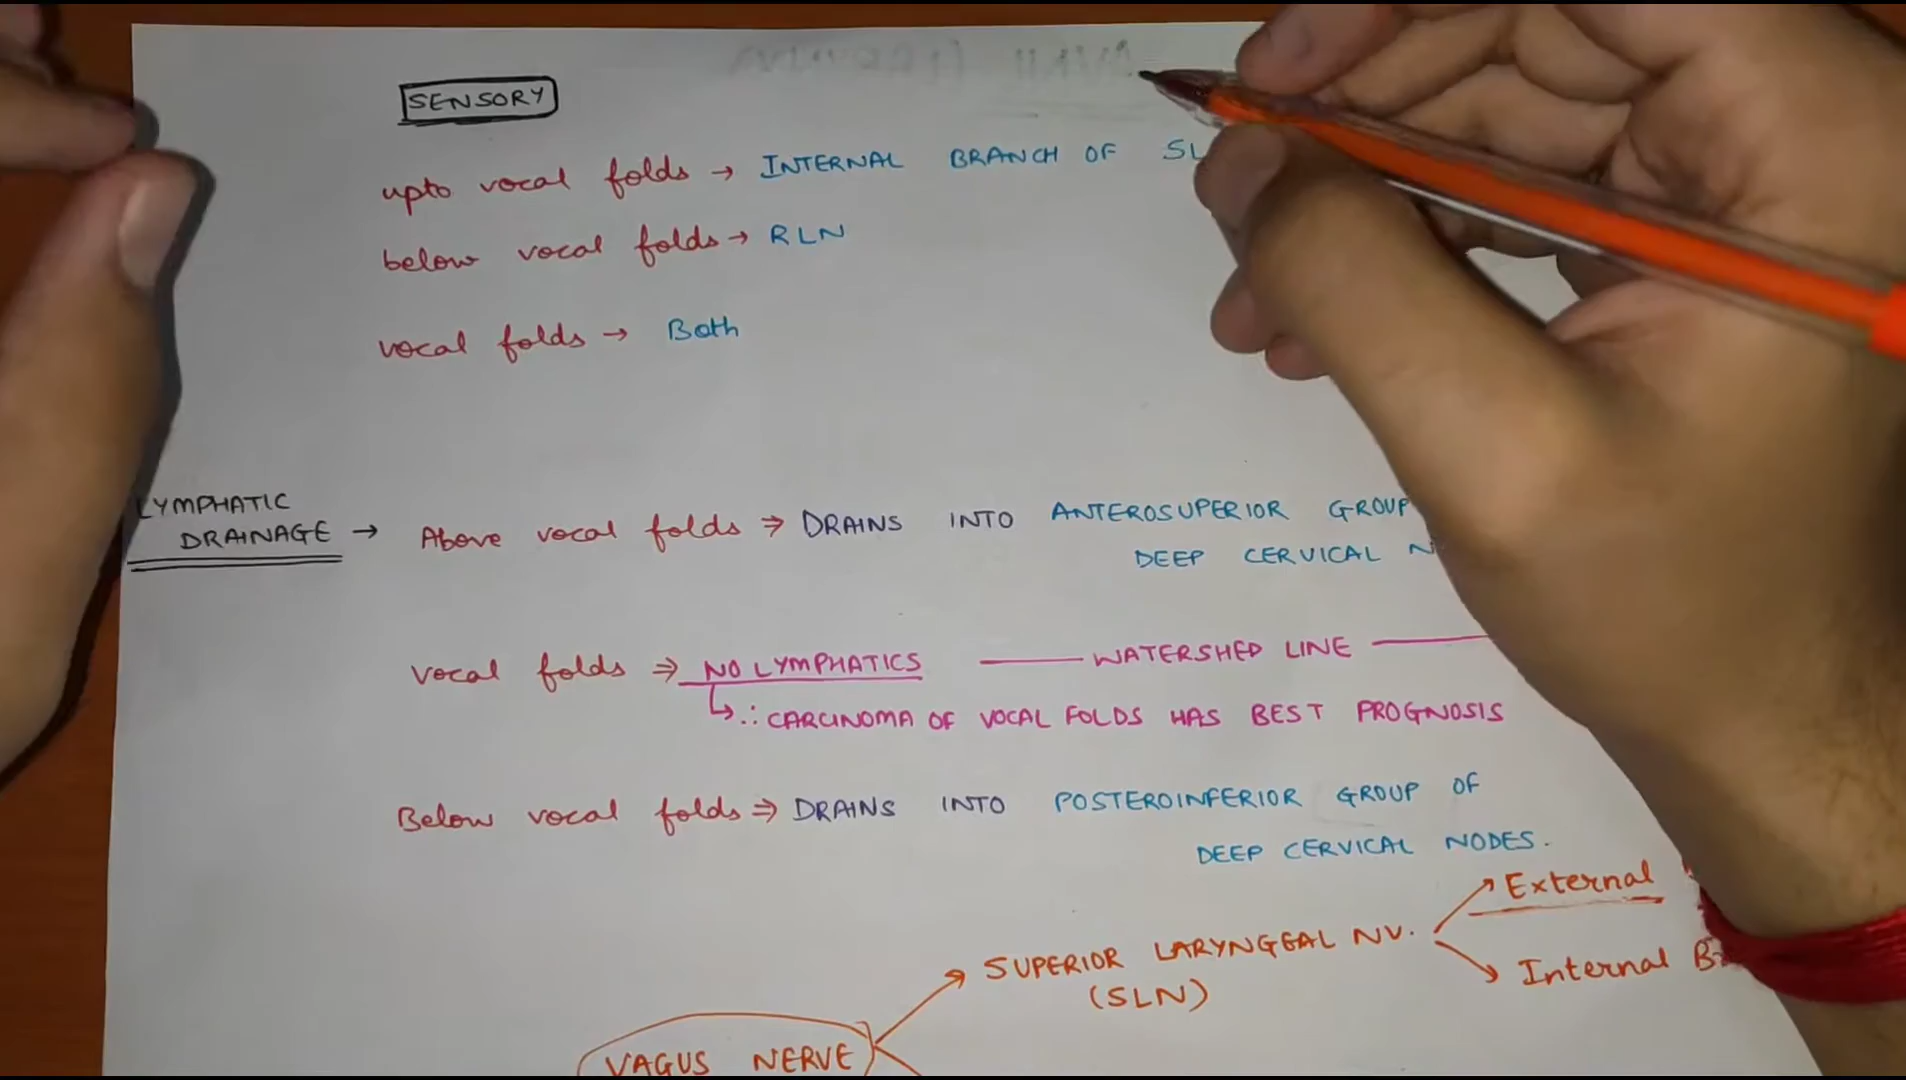 SENSORY
upto vocal folds → INTERNAL BRANCH OF SL
below vocal folds → RLN
vocal folds → Both
LYMPHATIC
DRAINAGE → Above vocal folds ⇒ DRAINS INTO ANTEROSUPERIOR GROUP
DEEP CERVICAL N
vocal folds ⇒ NO LYMPHATICS —— WATERSHED LINE ——
↳ ∴ CARCINOMA OF VOCAL FOLDS HAS BEST PROGNOSIS
Below vocal folds ⇒ DRAINS INTO POSTEROINFERIOR GROUP OF
DEEP CERVICAL NODES.
External
SUPERIOR LARYNGEAL NV.
Internal Br
(SLN)
VAGUS NERVE